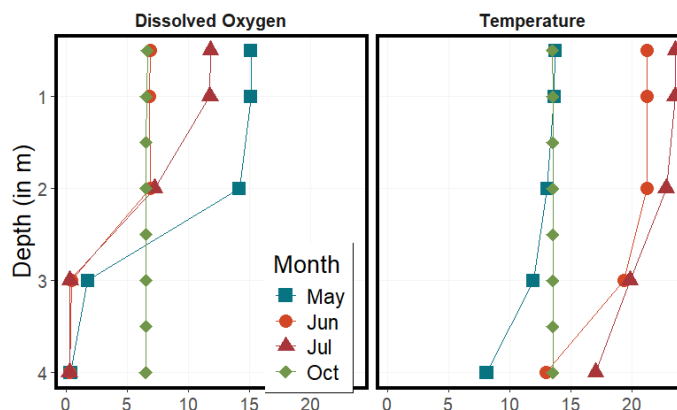 Dissolved Oxygen
Temperature
Depth (in m)
1
2
3
4
Month
May
Jun
Jul
Oct
0 5 10 15 20
0 5 10 15 20